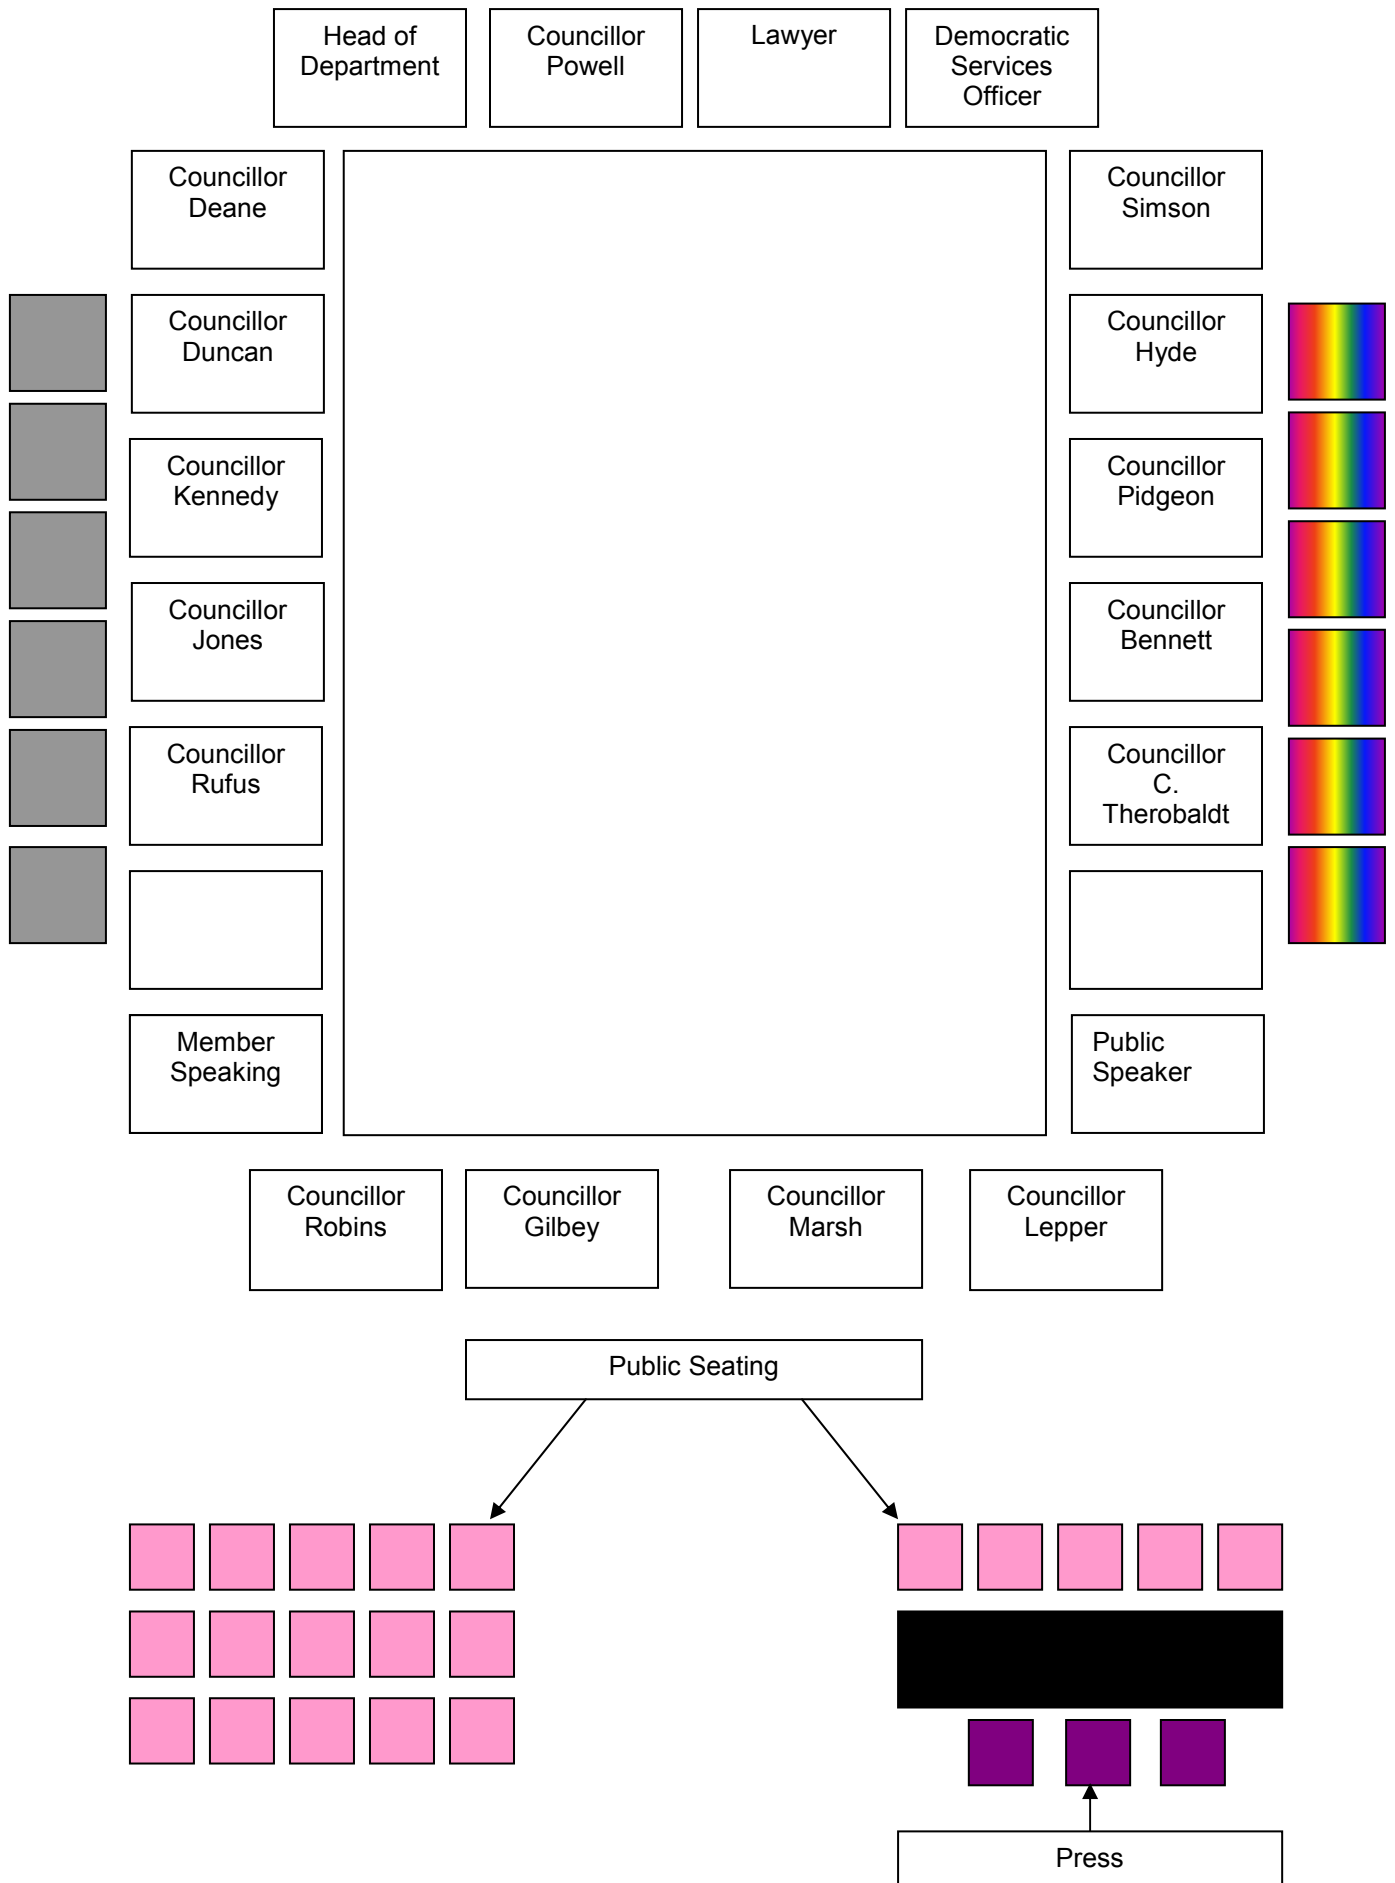 Head of
Department
Councillor
Powell
Lawyer
Democratic
Services
Officer
Councillor
Deane
Councillor
Simson
Councillor
Duncan
Councillor
Hyde
Councillor
Kennedy
Councillor
Pidgeon
Councillor
Jones
Councillor
Bennett
Councillor
Rufus
Councillor
C.
Therobaldt
Member
Speaking
Public
Speaker
Councillor
Robins
Councillor
Gilbey
Councillor
Marsh
Councillor
Lepper
Public Seating
Press